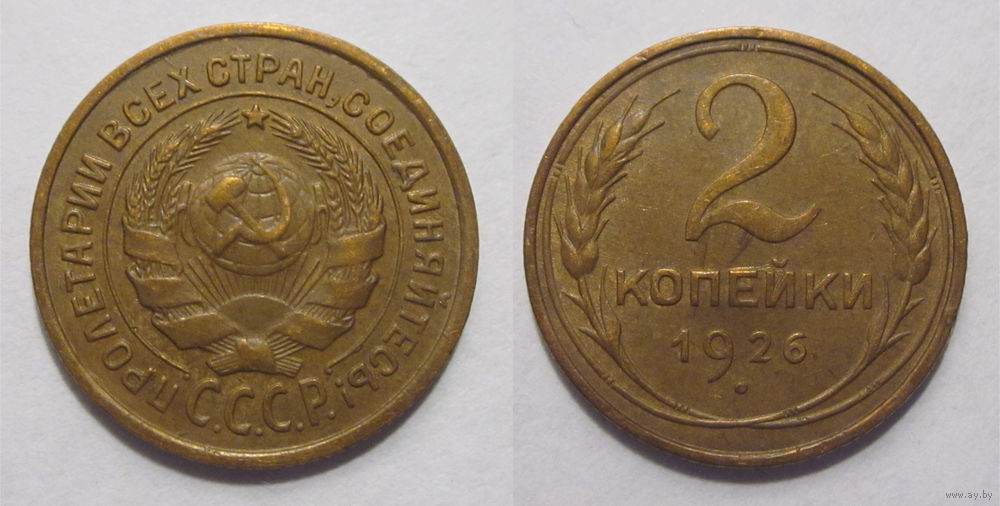 ПРОЛЕТАРИИ ВСЕХ СТРАН, СОЕДИНЯЙТЕСЬ!
С.С.С.Р.
2
КОПЕЙКИ
1926
www.ay.by